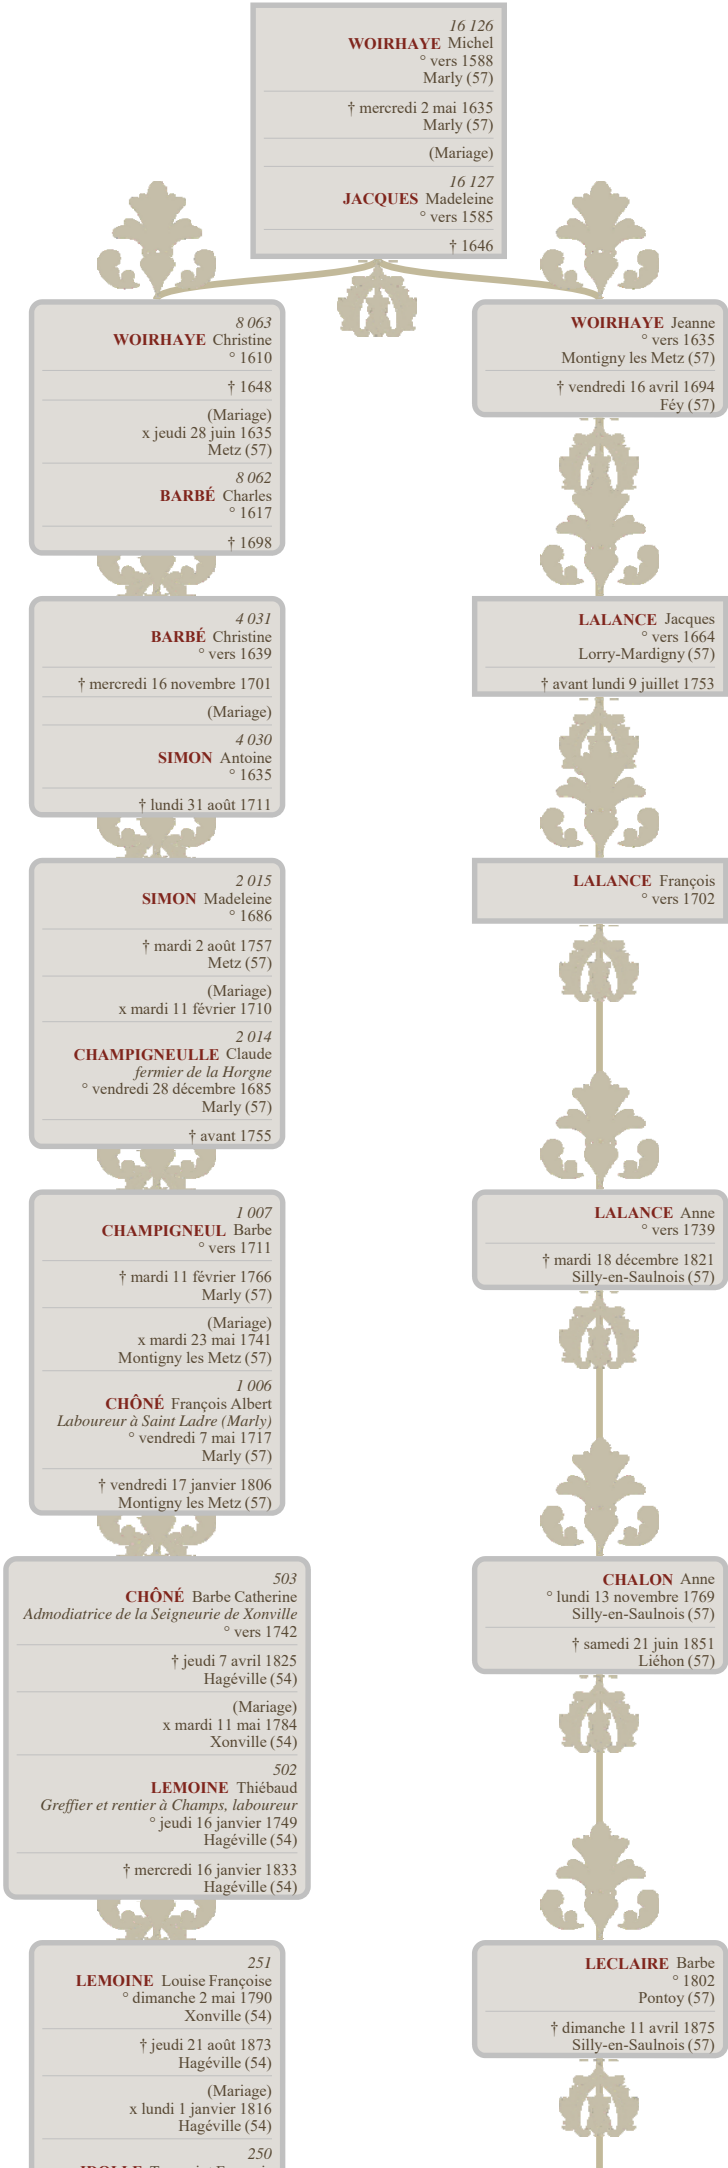 16 126
WOIRHAYE Michel
° vers 1588
Marly (57)
† mercredi 2 mai 1635
Marly (57)
(Mariage)
16 127
JACQUES Madeleine
° vers 1585
† 1646
8 063
WOIRHAYE Christine
° 1610
† 1648
(Mariage)
x jeudi 28 juin 1635
Metz (57)
8 062
BARBÉ Charles
° 1617
† 1698
WOIRHAYE Jeanne
° vers 1635
Montigny les Metz (57)
† vendredi 16 avril 1694
Féy (57)
4 031
BARBÉ Christine
° vers 1639
† mercredi 16 novembre 1701
(Mariage)
4 030
SIMON Antoine
° 1635
† lundi 31 août 1711
LALANCE Jacques
° vers 1664
Lorry-Mardigny (57)
† avant lundi 9 juillet 1753
2 015
SIMON Madeleine
° 1686
† mardi 2 août 1757
Metz (57)
(Mariage)
x mardi 11 février 1710
2 014
CHAMPIGNEULLE Claude
fermier de la Horgne
° vendredi 28 décembre 1685
Marly (57)
† avant 1755
LALANCE François
° vers 1702
1 007
CHAMPIGNEUL Barbe
° vers 1711
† mardi 11 février 1766
Marly (57)
(Mariage)
x mardi 23 mai 1741
Montigny les Metz (57)
1 006
CHÔNÉ François Albert
Laboureur à Saint Ladre (Marly)
° vendredi 7 mai 1717
Marly (57)
† vendredi 17 janvier 1806
Montigny les Metz (57)
LALANCE Anne
° vers 1739
† mardi 18 décembre 1821
Silly-en-Saulnois (57)
503
CHÔNÉ Barbe Catherine
Admodiatrice de la Seigneurie de Xonville
° vers 1742
† jeudi 7 avril 1825
Hagéville (54)
(Mariage)
x mardi 11 mai 1784
Xonville (54)
502
LEMOINE Thiébaud
Greffier et rentier à Champs, laboureur
° jeudi 16 janvier 1749
Hagéville (54)
† mercredi 16 janvier 1833
Hagéville (54)
CHALON Anne
° lundi 13 novembre 1769
Silly-en-Saulnois (57)
† samedi 21 juin 1851
Liéhon (57)
251
LEMOINE Louise Françoise
° dimanche 2 mai 1790
Xonville (54)
† jeudi 21 août 1873
Hagéville (54)
(Mariage)
x lundi 1 janvier 1816
Hagéville (54)
250
LECLAIRE Barbe
° 1802
Pontoy (57)
† dimanche 11 avril 1875
Silly-en-Saulnois (57)